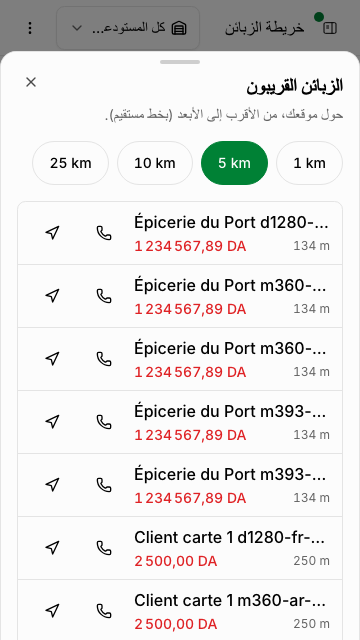 خريطة الزبائن
كل المستودع...
الزبائن القريبون
حول موقعك، من الأقرب إلى الأبعد (بخط مستقيم).
1 km
5 km
10 km
25 km
Épicerie du Port d1280-...
1 234 567,89 DA
134 m
Épicerie du Port m360-...
1 234 567,89 DA
134 m
Épicerie du Port m360-...
1 234 567,89 DA
134 m
Épicerie du Port m393-...
1 234 567,89 DA
134 m
Épicerie du Port m393-...
1 234 567,89 DA
134 m
Client carte 1 d1280-fr-...
2 500,00 DA
250 m
Client carte 1 m360-ar-...
2 500,00 DA
250 m